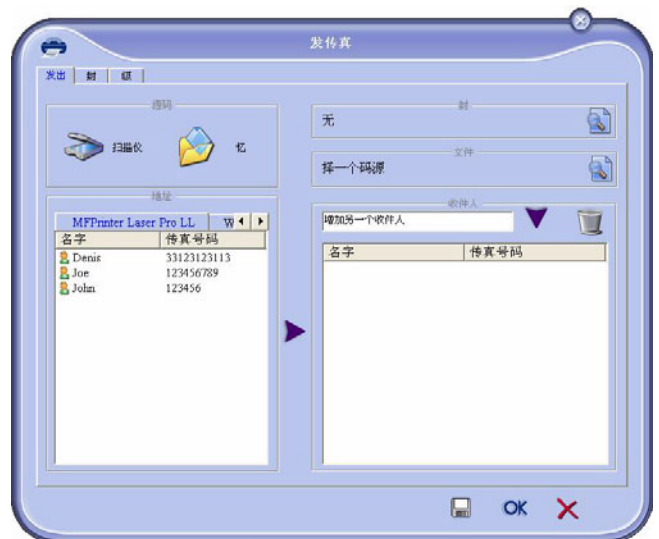 发传真
发出 封 级
源码
扫描仪 忆
地址
MFPrinter Laser Pro LL W
名字 传真号码
Denis 33123123113
Joe 123456789
John 123456
封
无
文件
择一个码源
收件人
增加另一个收件人
名字 传真号码
OK